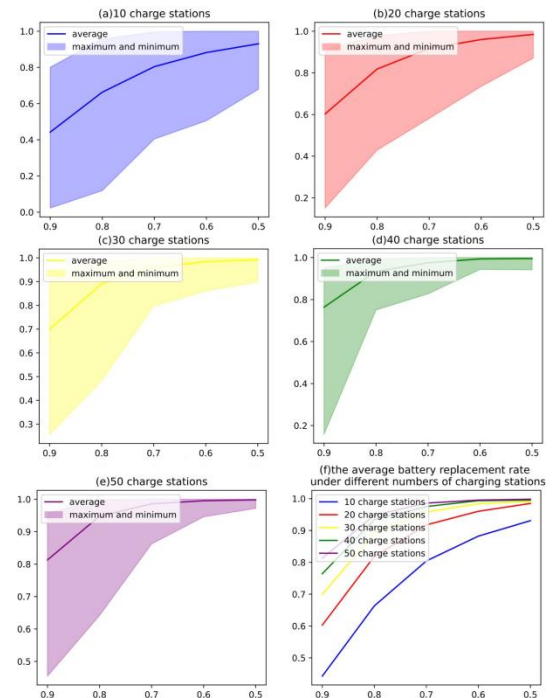 (a)10 charge stations
average
maximum and minimum
1.0
0.8
0.6
0.4
0.2
0.0
0.9 0.8 0.7 0.6 0.5
(b)20 charge stations
average
maximum and minimum
1.0
0.8
0.6
0.4
0.2
0.9 0.8 0.7 0.6 0.5
(c)30 charge stations
average
maximum and minimum
1.0
0.9
0.8
0.7
0.6
0.5
0.4
0.3
0.9 0.8 0.7 0.6 0.5
(d)40 charge stations
average
maximum and minimum
1.0
0.8
0.6
0.4
0.2
0.9 0.8 0.7 0.6 0.5
(e)50 charge stations
average
maximum and minimum
1.0
0.9
0.8
0.7
0.6
0.5
0.9 0.8 0.7 0.6 0.5
(f)the average battery replacement rate
under different numbers of charging stations
10 charge stations
20 charge stations
30 charge stations
40 charge stations
50 charge stations
1.0
0.9
0.8
0.7
0.6
0.5
0.9 0.8 0.7 0.6 0.5